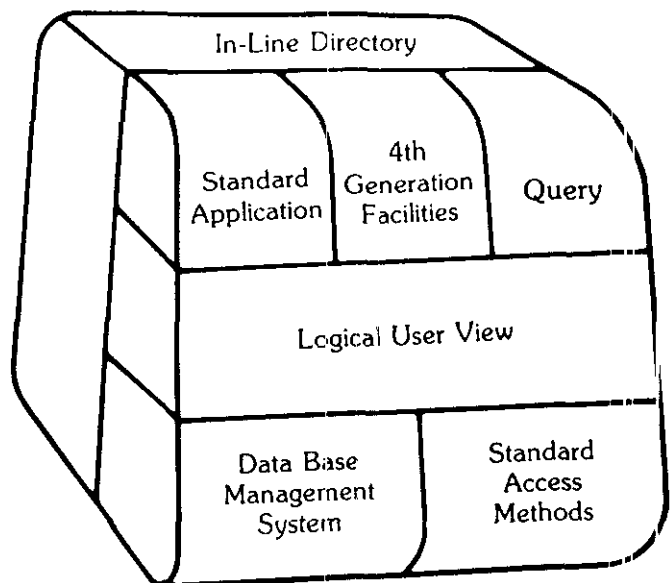 In-Line Directory
Standard
Application
4th
Generation
Facilities
Query
Logical User View
Data Base
Management
System
Standard
Access
Methods